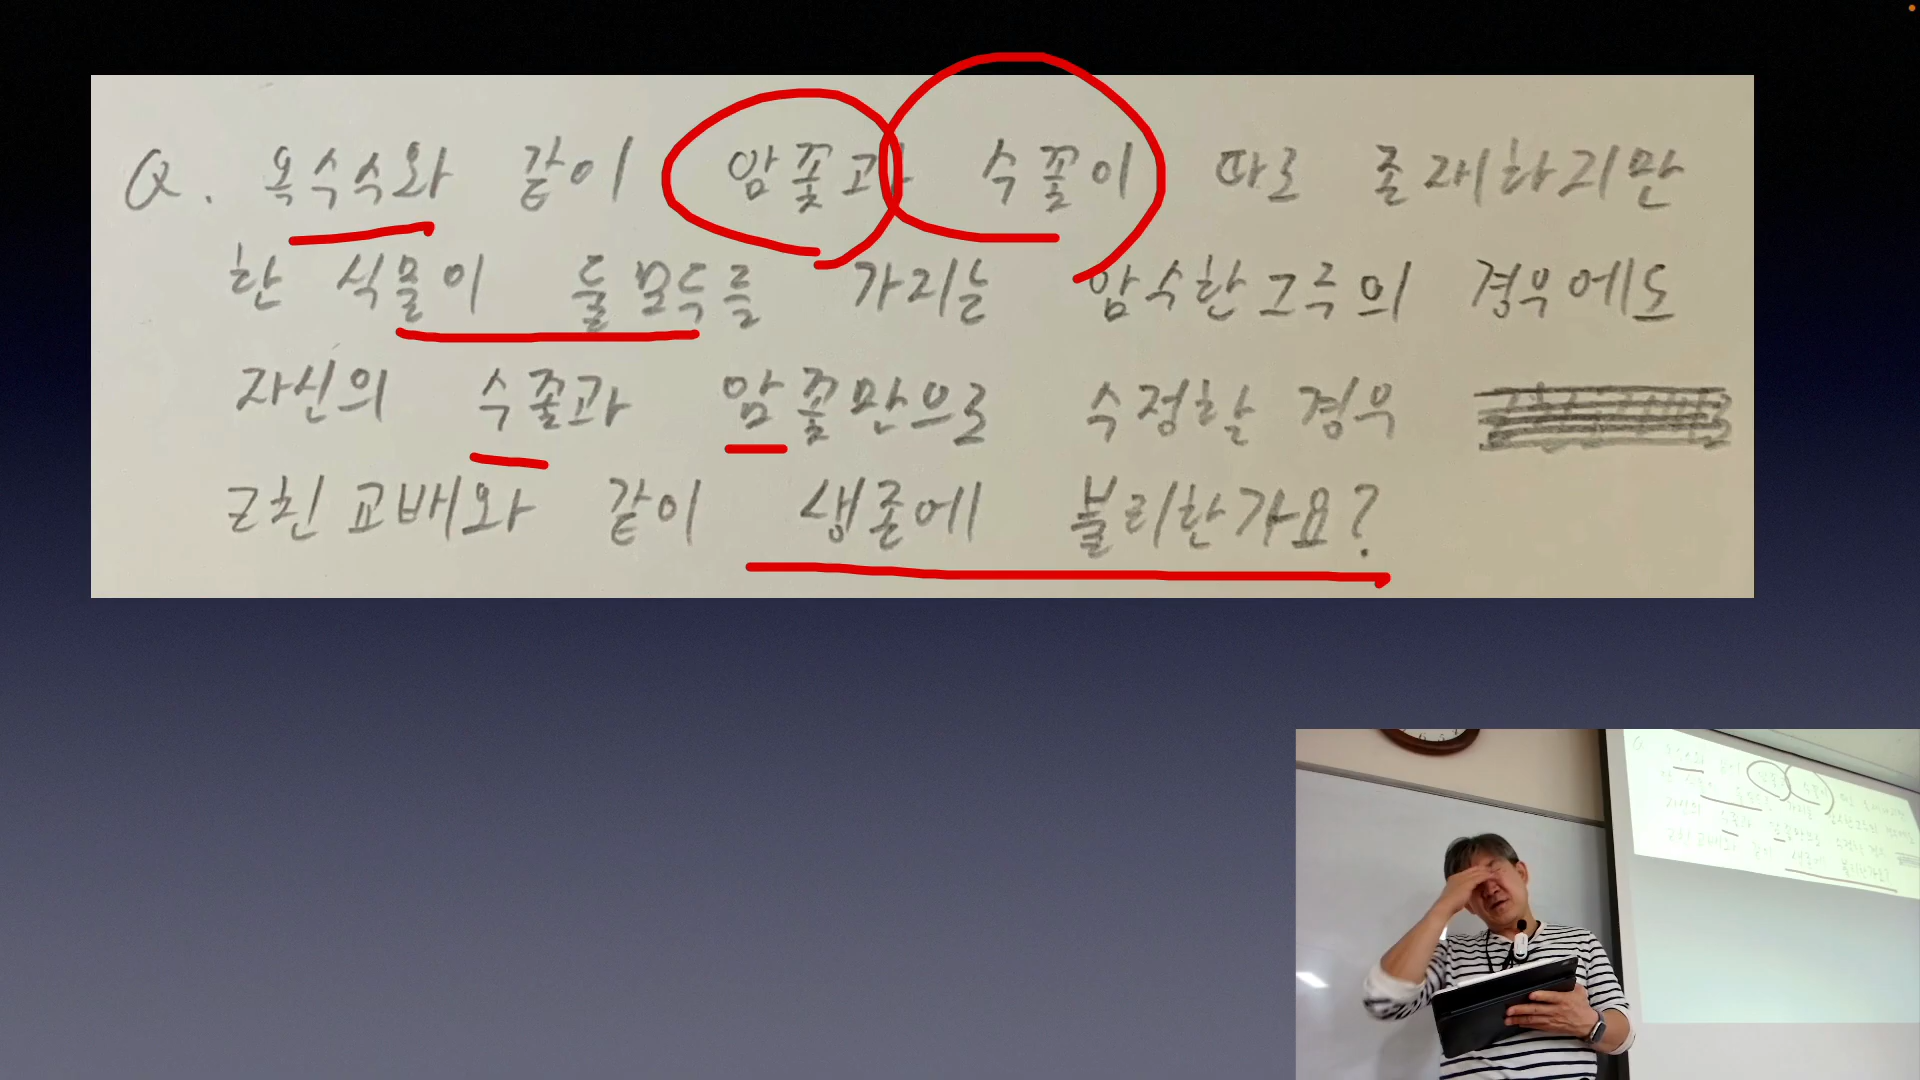 Q. 옥수수와 같이 암꽃과 수꽃이 따로 존재하지만
한 식물이 둘 모두를 가지는 암수한그루의 경우에도
자신의 수꽃과 암꽃만으로 수정할 경우
근친교배와 같이 생존에 불리한가요?